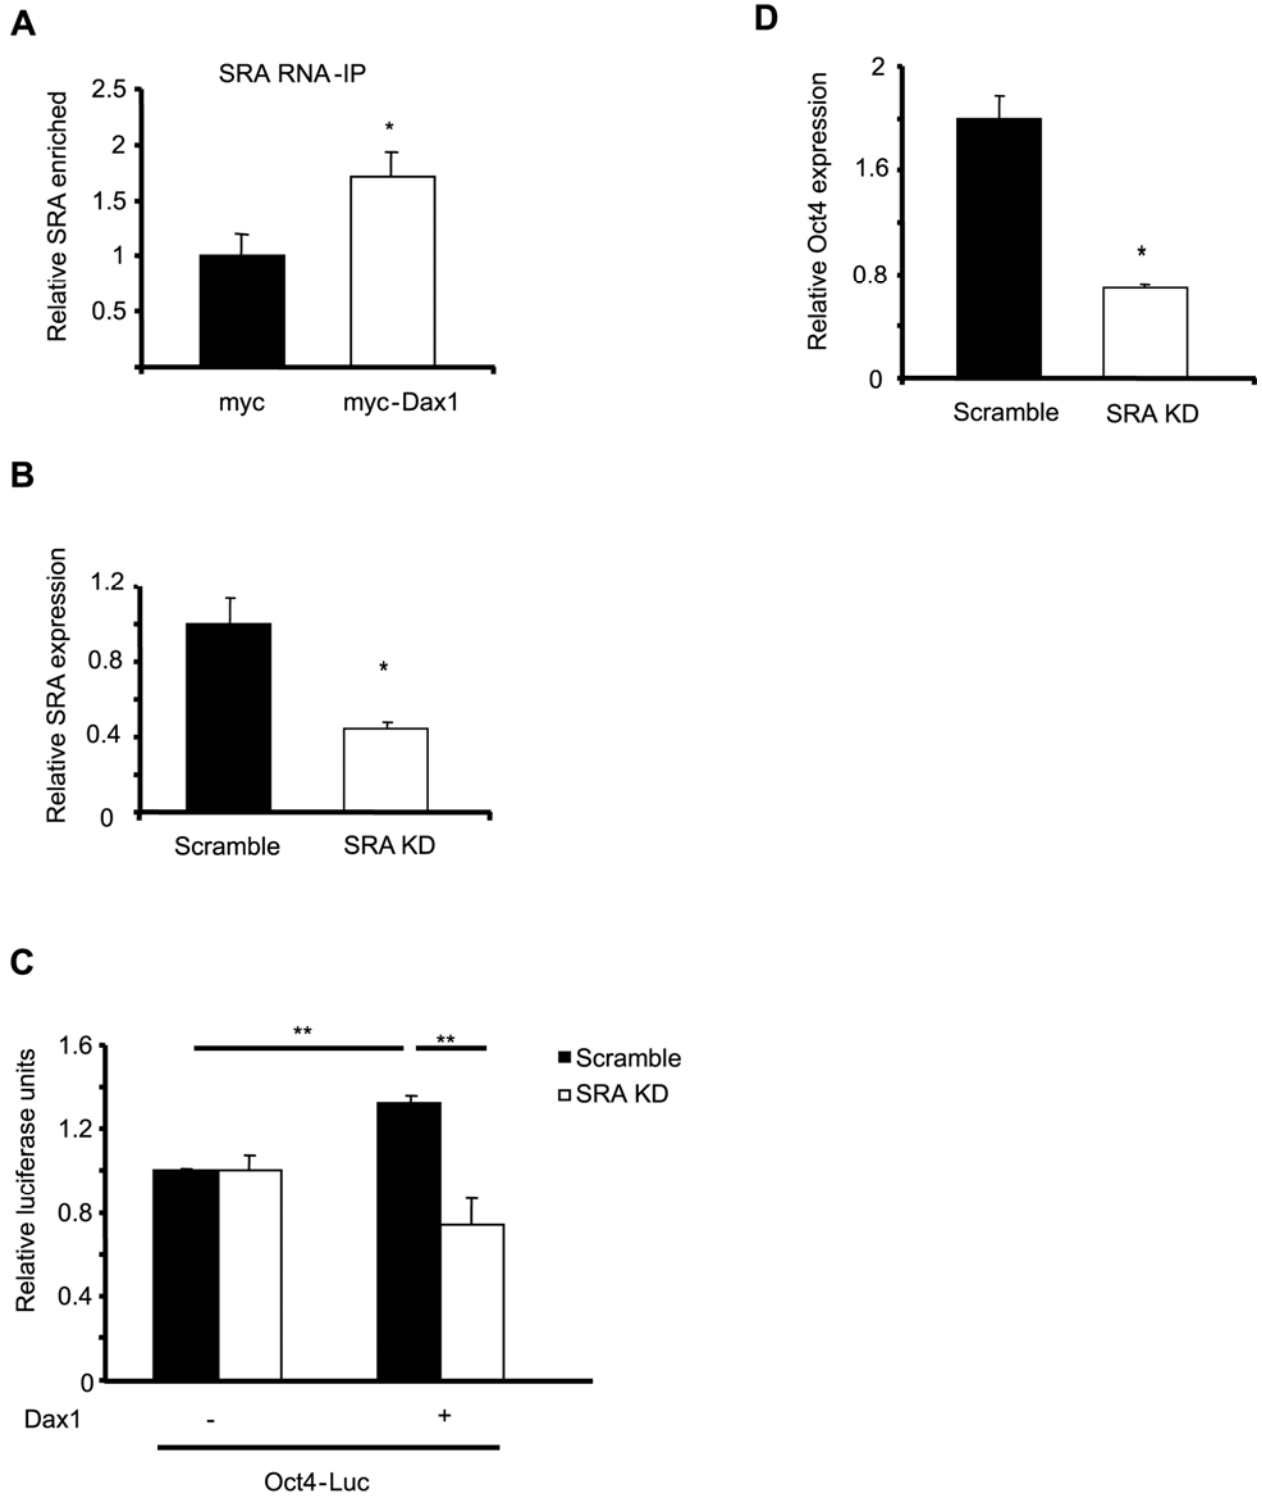 A
SRA RNA-IP
Relative SRA enriched
2.5
2
1.5
1
0.5
*
myc
myc-Dax1
B
Relative SRA expression
1.2
0.8
0.4
0
*
Scramble
SRA KD
C
Relative luciferase units
1.6
1.2
0.8
0.4
0
**
**
Scramble
SRA KD
Dax1
-
+
Oct4-Luc
D
Relative Oct4 expression
2
1.6
0.8
0
*
Scramble
SRA KD